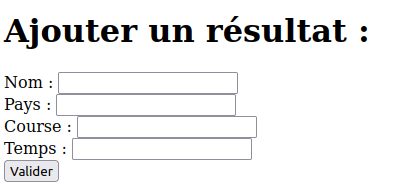 Ajouter un résultat :
Nom :
Pays :
Course :
Temps :
Valider